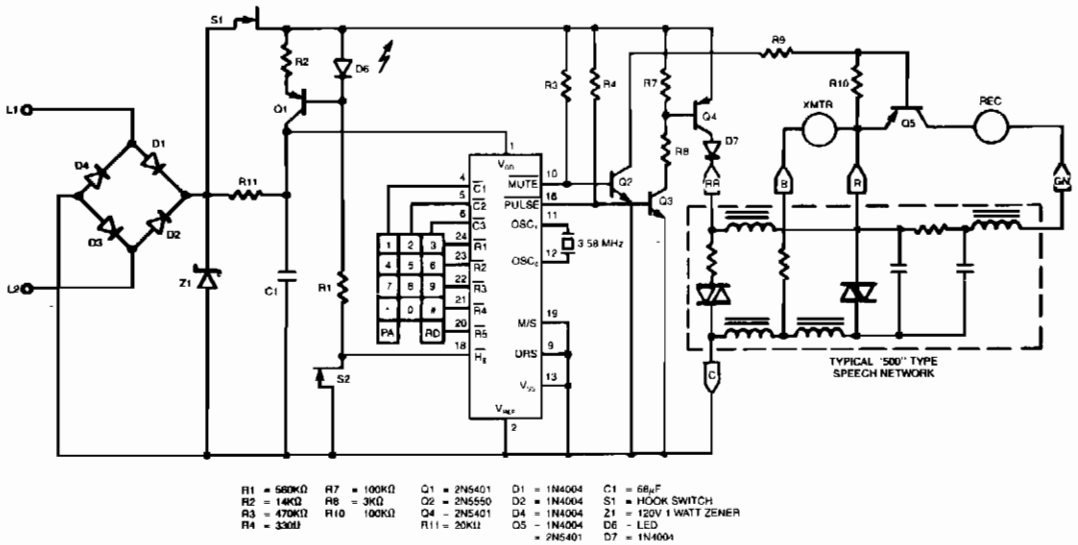 S1
R9
R2
D6
R3
R4
R7
R10
Q1
Q4
XMTR
REC
Q5
L1
D7
D4
D1
R8
1
VDD
R11
4
C1
MUTE
10
Q2
RR
B
R
GN
5
C2
PULSE
16
Q3
6
C3
OSC1
11
1 2 3
24
R1
3.58 MHz
4 5 6
23
R2
OSC2
12
D3
D2
7 8 9
22
R3
L2
Z1
C1
R1
0 #
21
R4
M/S
19
PA RD
20
R5
18
HS
DRS
9
S2
VSS
13
C
TYPICAL "500" TYPE
SPEECH NETWORK
VREF
2
R1 = 560KΩ R7 = 100KΩ Q1 = 2N5401 D1 = 1N4004 C1 = 68µF
R2 = 14KΩ R8 = 3KΩ Q2 = 2N5550 D2 = 1N4004 S1 = HOOK SWITCH
R3 = 470KΩ R10 100KΩ Q4 - 2N5401 D4 = 1N4004 Z1 = 120V 1 WATT ZENER
R4 = 330Ω R11 = 20KΩ Q5 - 1N4004 D6 - LED
= 2N5401 D7 = 1N4004